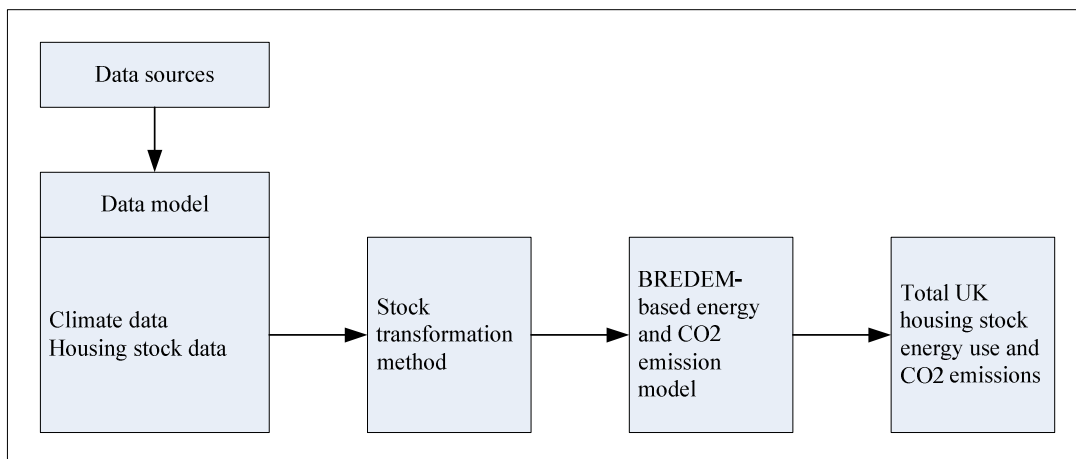 Data sources
Data model
Climate data
Housing stock data
Stock
transformation
method
BREDEM-
based energy
and CO2
emission
model
Total UK
housing stock
energy use and
CO2 emissions